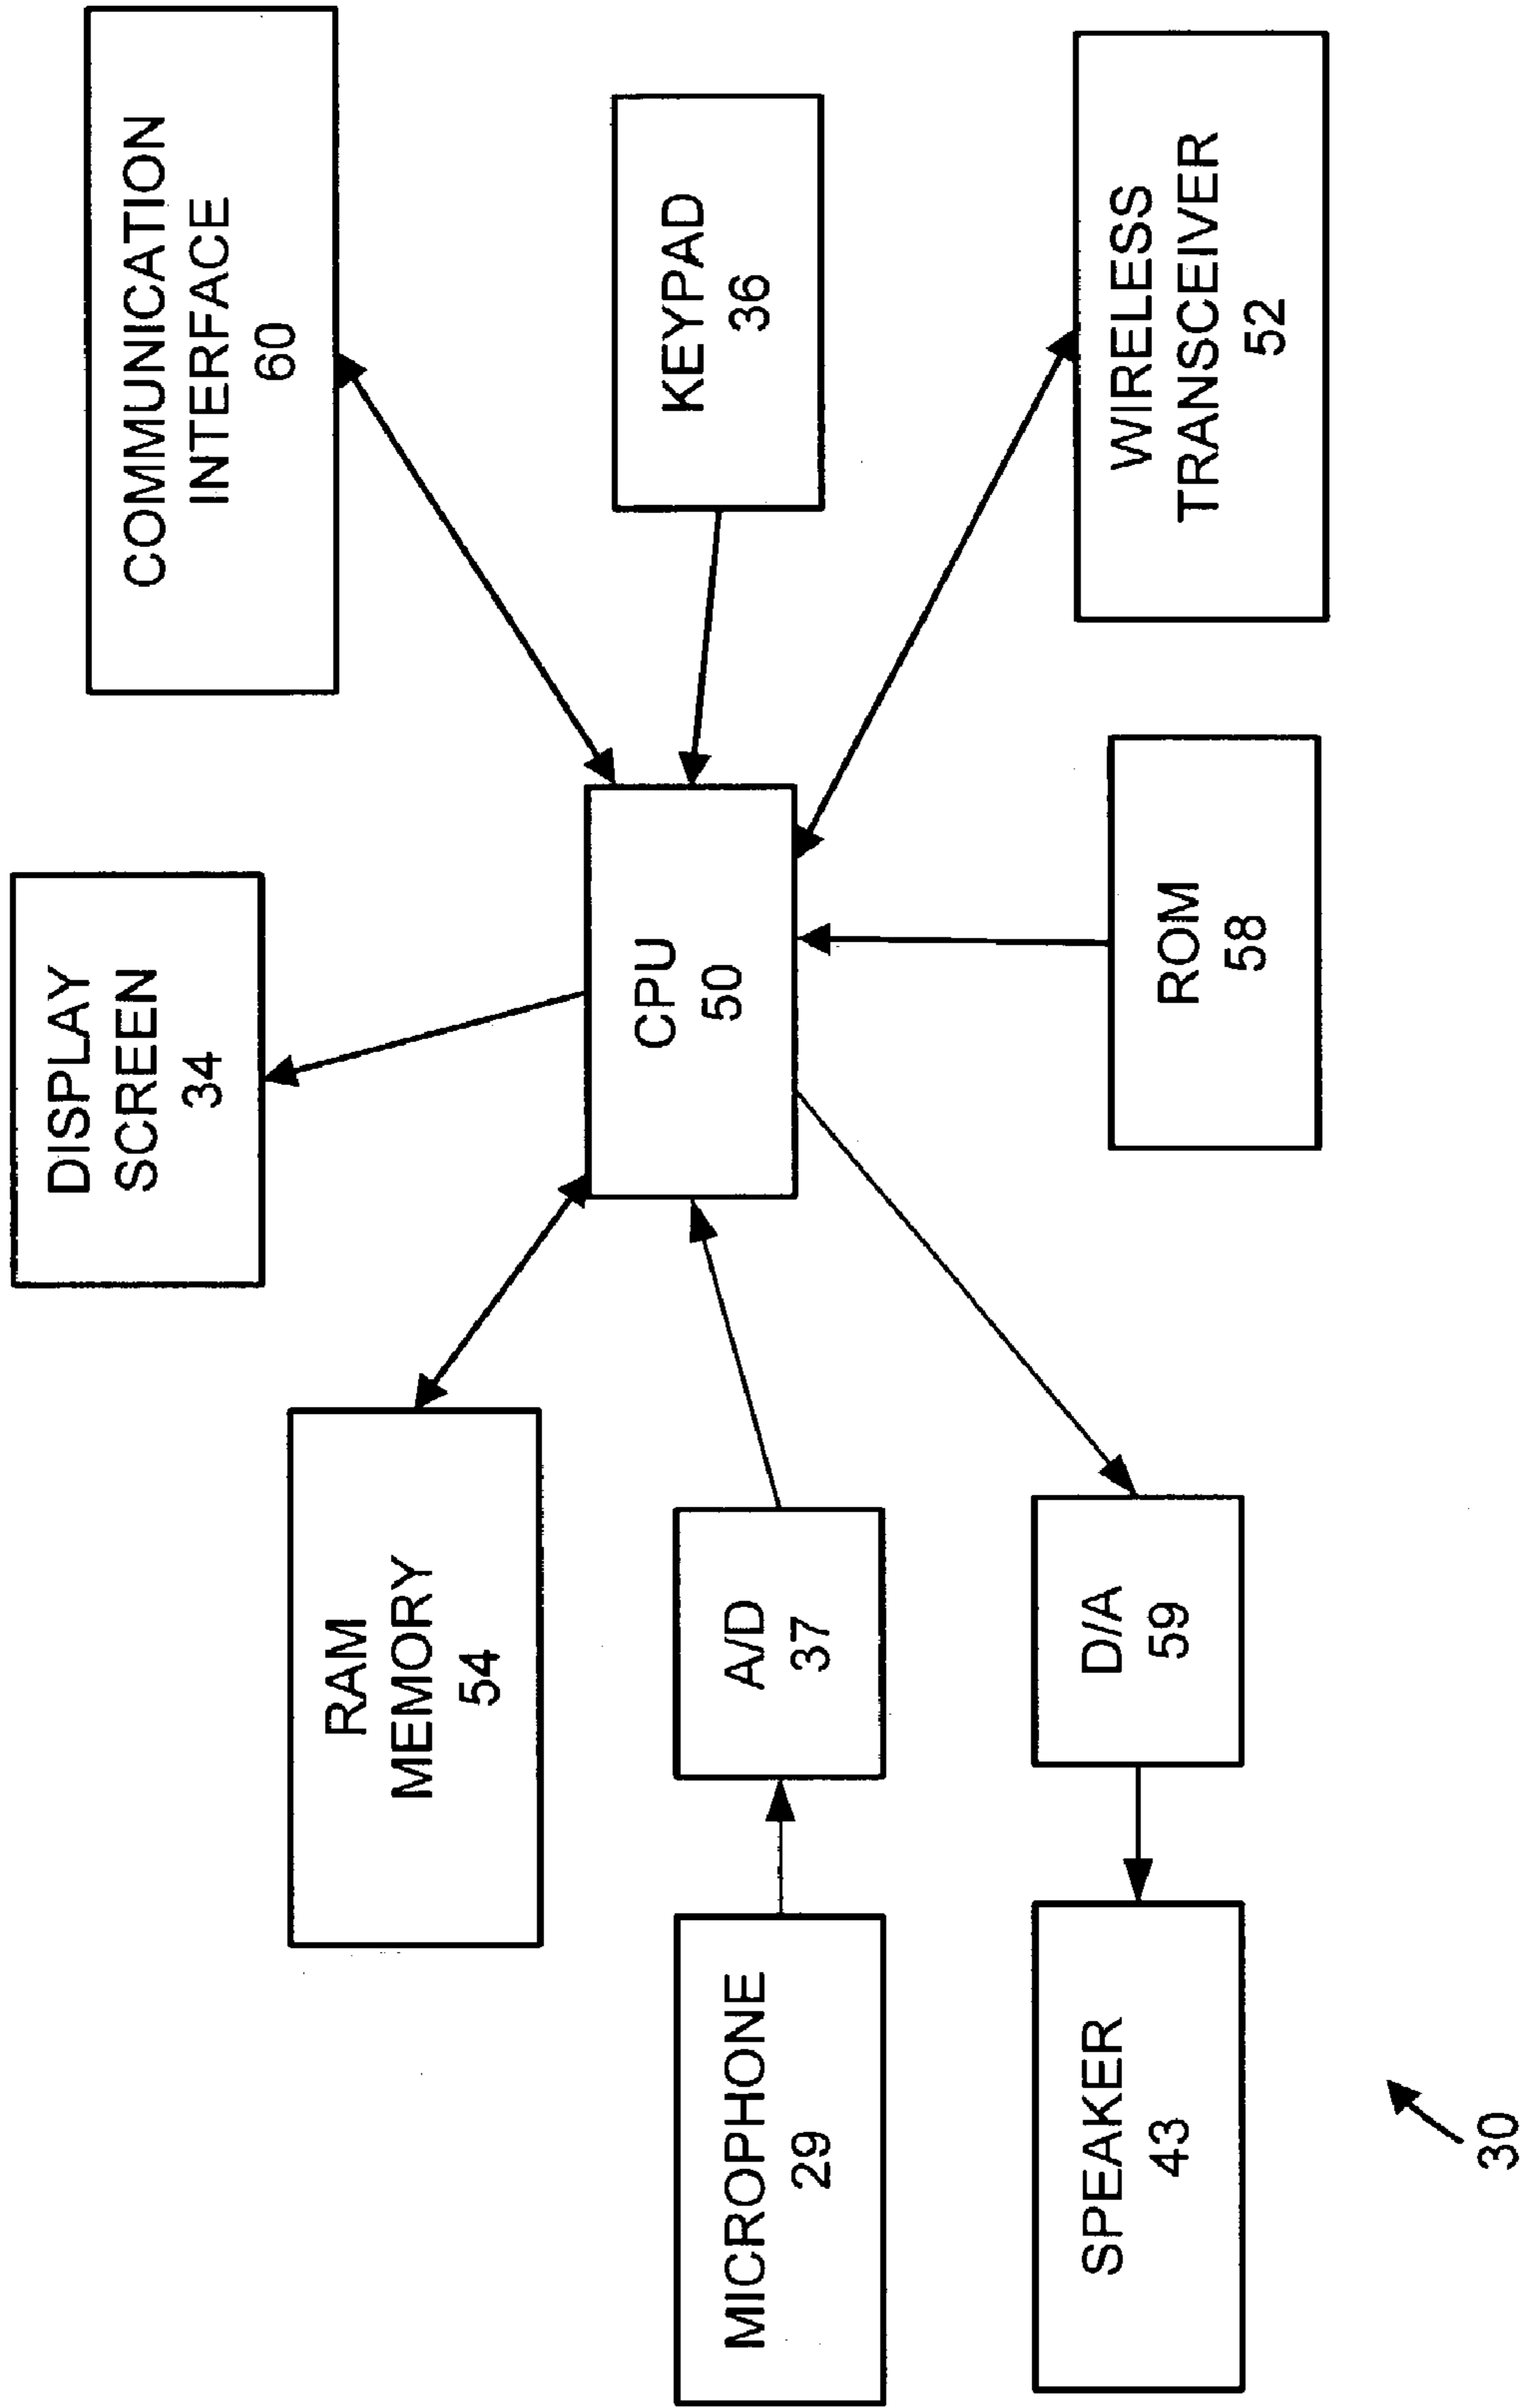 DISPLAY
SCREEN
34
COMMUNICATION
INTERFACE
60
RAM
MEMORY
54
CPU
50
KEYPAD
36
MICROPHONE
29
A/D
37
SPEAKER
43
D/A
59
ROM
58
WIRELESS
TRANSCEIVER
52
30